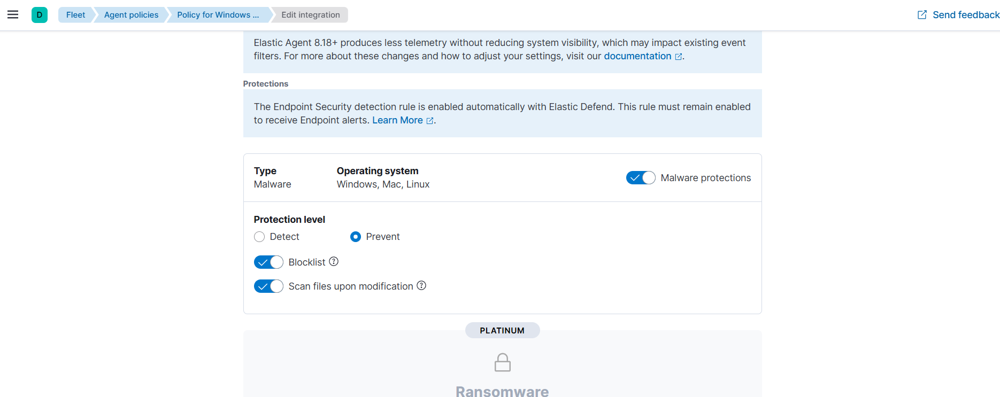 D
Fleet
Agent policies
Policy for Windows ...
Edit integration
Send feedback
Elastic Agent 8.18+ produces less telemetry without reducing system visibility, which may impact existing event
filters. For more about these changes and how to adjust your settings, visit our documentation.
Protections
The Endpoint Security detection rule is enabled automatically with Elastic Defend. This rule must remain enabled
to receive Endpoint alerts. Learn More.
Type
Malware
Operating system
Windows, Mac, Linux
Malware protections
Protection level
Detect
Prevent
Blocklist ?
Scan files upon modification ?
PLATINUM
Ransomware